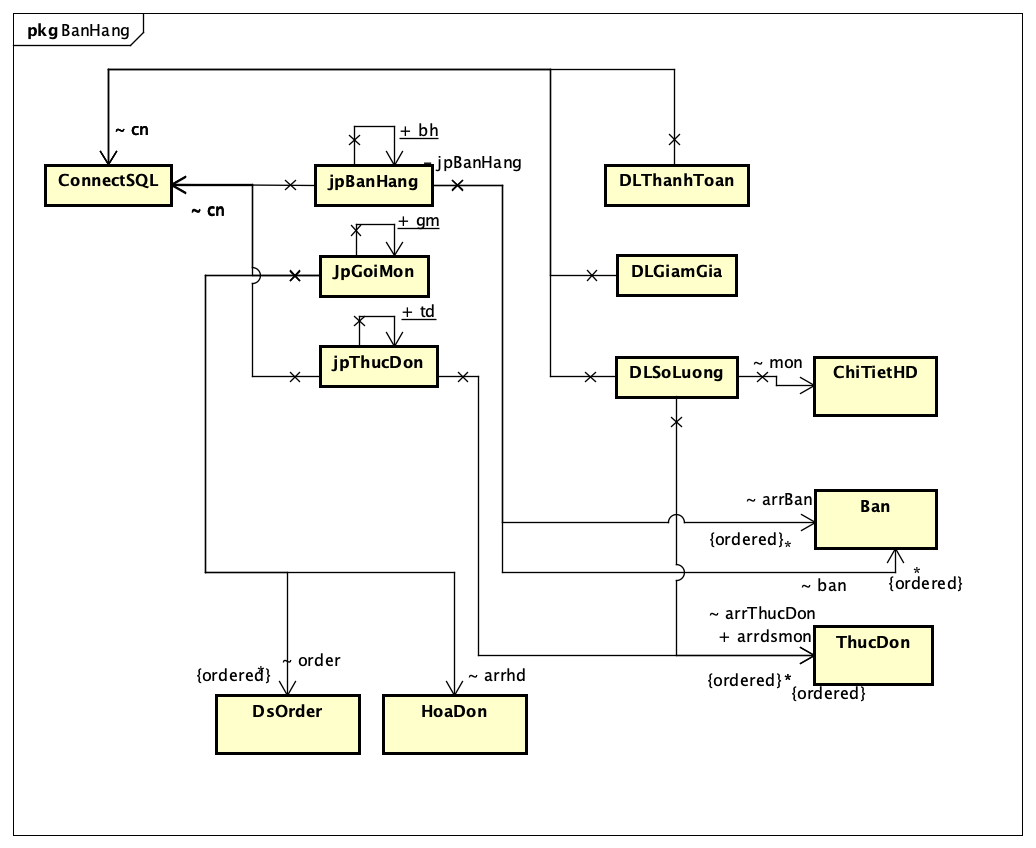 pkg BanHang
~ cn
+ bh
- jpBanHang
ConnectSQL
jpBanHang
DLThanhToan
~ cn
+ gm
JpGoiMon
DLGiamGia
+ td
jpThucDon
DLSoLuong
~ mon
ChiTietHD
~ arrBan
Ban
{ordered}
*
*
~ ban
{ordered}
~ arrThucDon
+ arrdsmon
ThucDon
~ order
{ordered}
*
~ arrhd
{ordered}
*
{ordered}
DsOrder
HoaDon